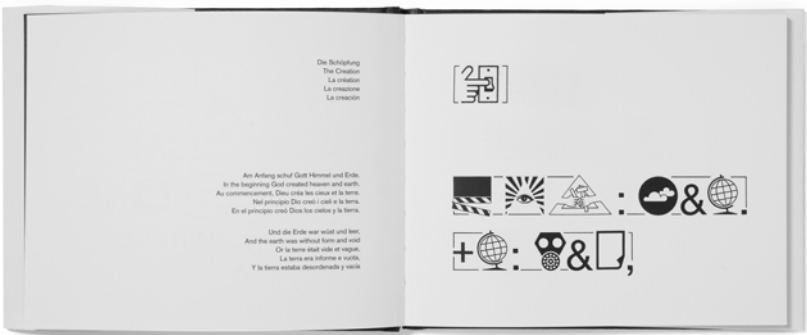 Die Schöpfung
The Creation
La création
La creazione
La creación
Am Anfang schuf Gott Himmel und Erde.
In the beginning God created heaven and earth.
Au commencement, Dieu créa les cieux et la terre.
Nel principio Dio creò i cieli e la terra.
En el principio creó Dios los cielos y la tierra.
Und die Erde war wüst und leer,
And the earth was without form and void
Or la terre était vide et vague,
La terra era informe e vuota,
Y la tierra estaba desordenada y vacía
: & .
+ : & ,